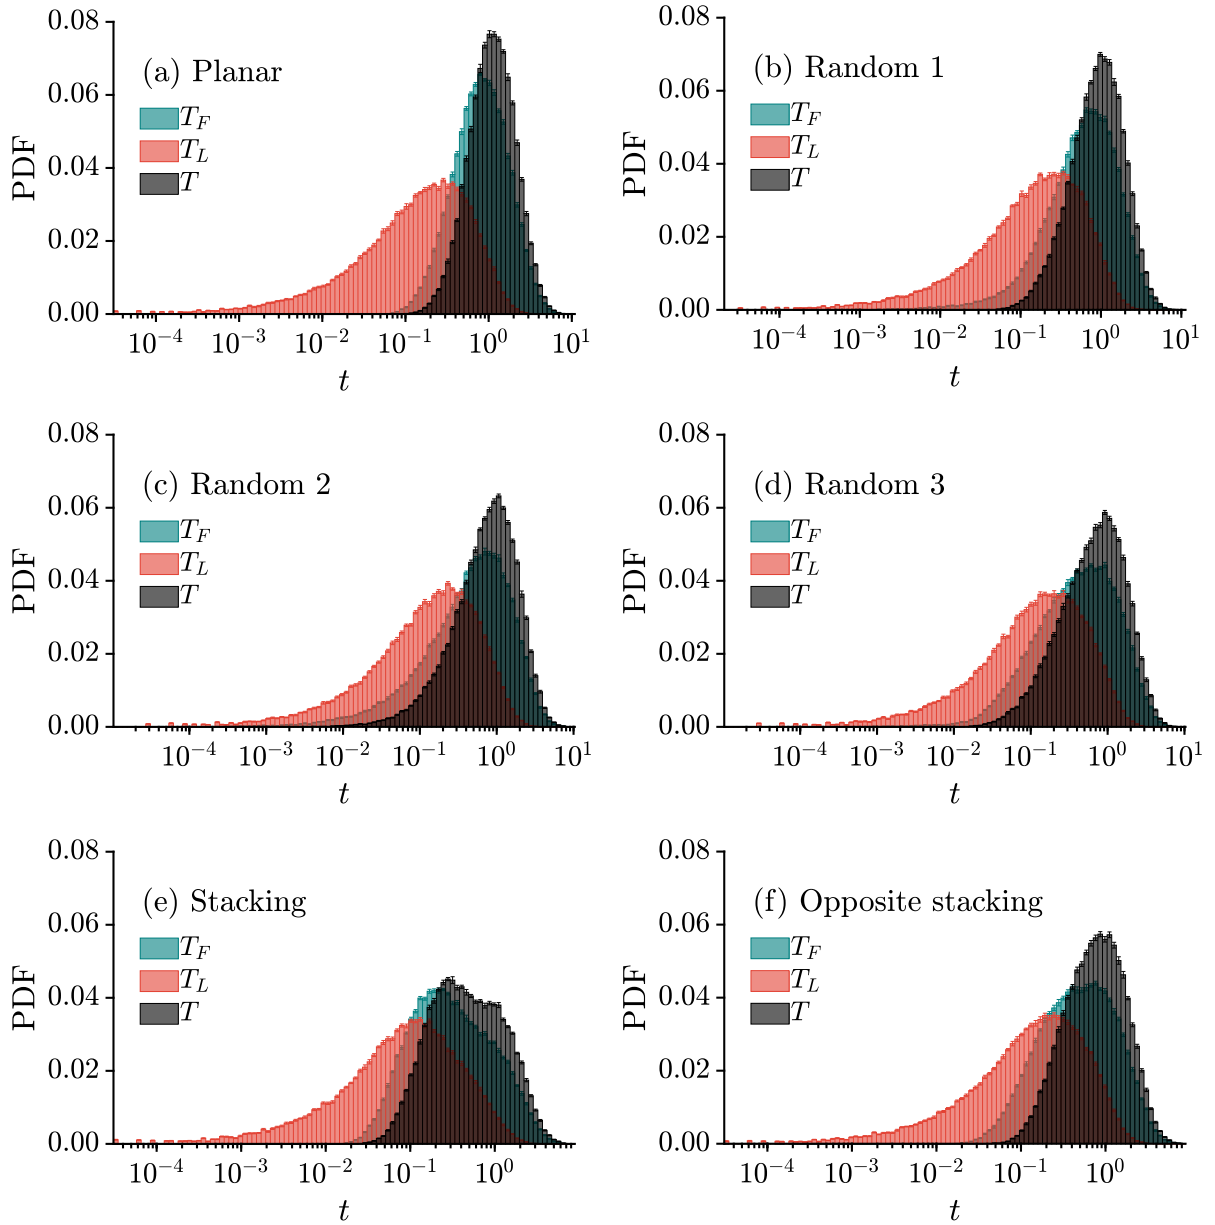 (a) Planar
T_F
T_L
T
PDF
0.08
0.06
0.04
0.02
0.00
10^−4 10^−3 10^−2 10^−1 10^0 10^1
t
(b) Random 1
T_F
T_L
T
PDF
0.08
0.06
0.04
0.02
0.00
10^−4 10^−3 10^−2 10^−1 10^0 10^1
t
(c) Random 2
T_F
T_L
T
PDF
0.08
0.06
0.04
0.02
0.00
10^−4 10^−3 10^−2 10^−1 10^0 10^1
t
(d) Random 3
T_F
T_L
T
PDF
0.08
0.06
0.04
0.02
0.00
10^−4 10^−3 10^−2 10^−1 10^0 10^1
t
(e) Stacking
T_F
T_L
T
PDF
0.08
0.06
0.04
0.02
0.00
10^−4 10^−3 10^−2 10^−1 10^0
t
(f) Opposite stacking
T_F
T_L
T
PDF
0.08
0.06
0.04
0.02
0.00
10^−4 10^−3 10^−2 10^−1 10^0
t